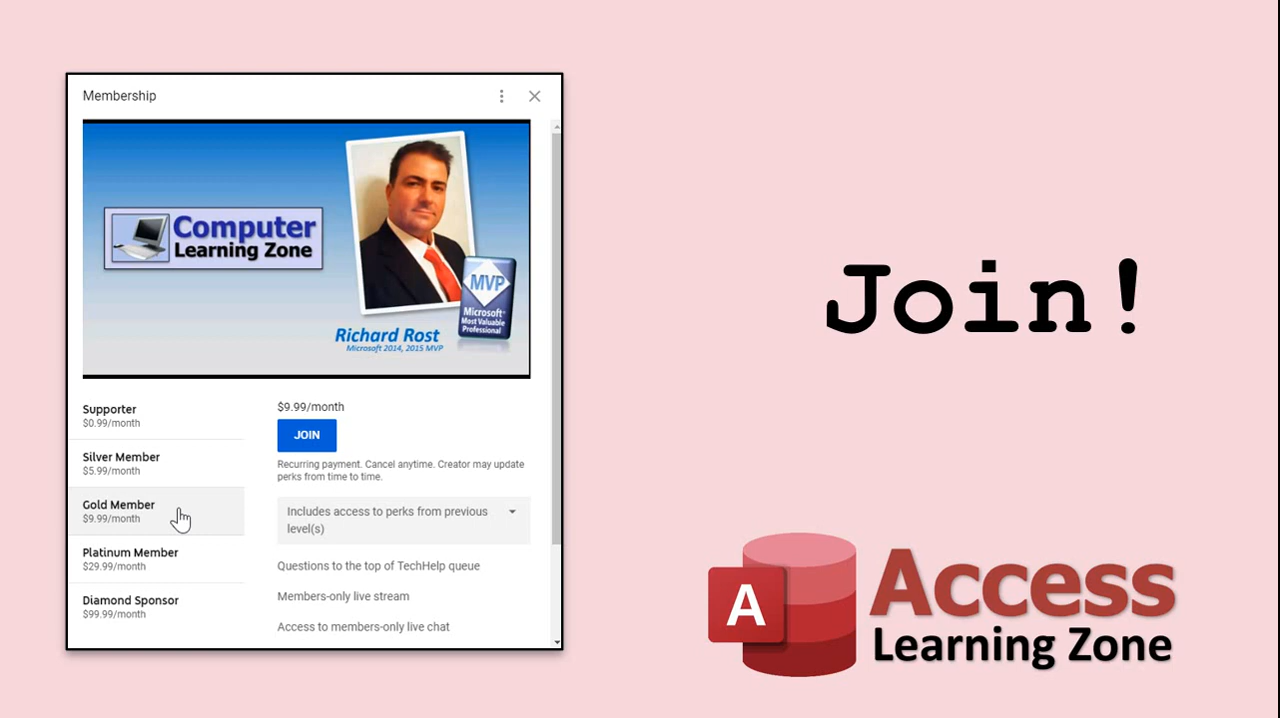 Membership
Computer
Learning Zone
MVP
Microsoft®
Most Valuable
Professional
Richard Rost
Microsoft 2014, 2015 MVP
Supporter
$0.99/month
Silver Member
$5.99/month
Gold Member
$9.99/month
Platinum Member
$29.99/month
Diamond Sponsor
$99.99/month
$9.99/month
JOIN
Recurring payment. Cancel anytime. Creator may update
perks from time to time.
Includes access to perks from previous
level(s)
Questions to the top of TechHelp queue
Members-only live stream
Access to members-only live chat
Join!
A
Access
Learning Zone